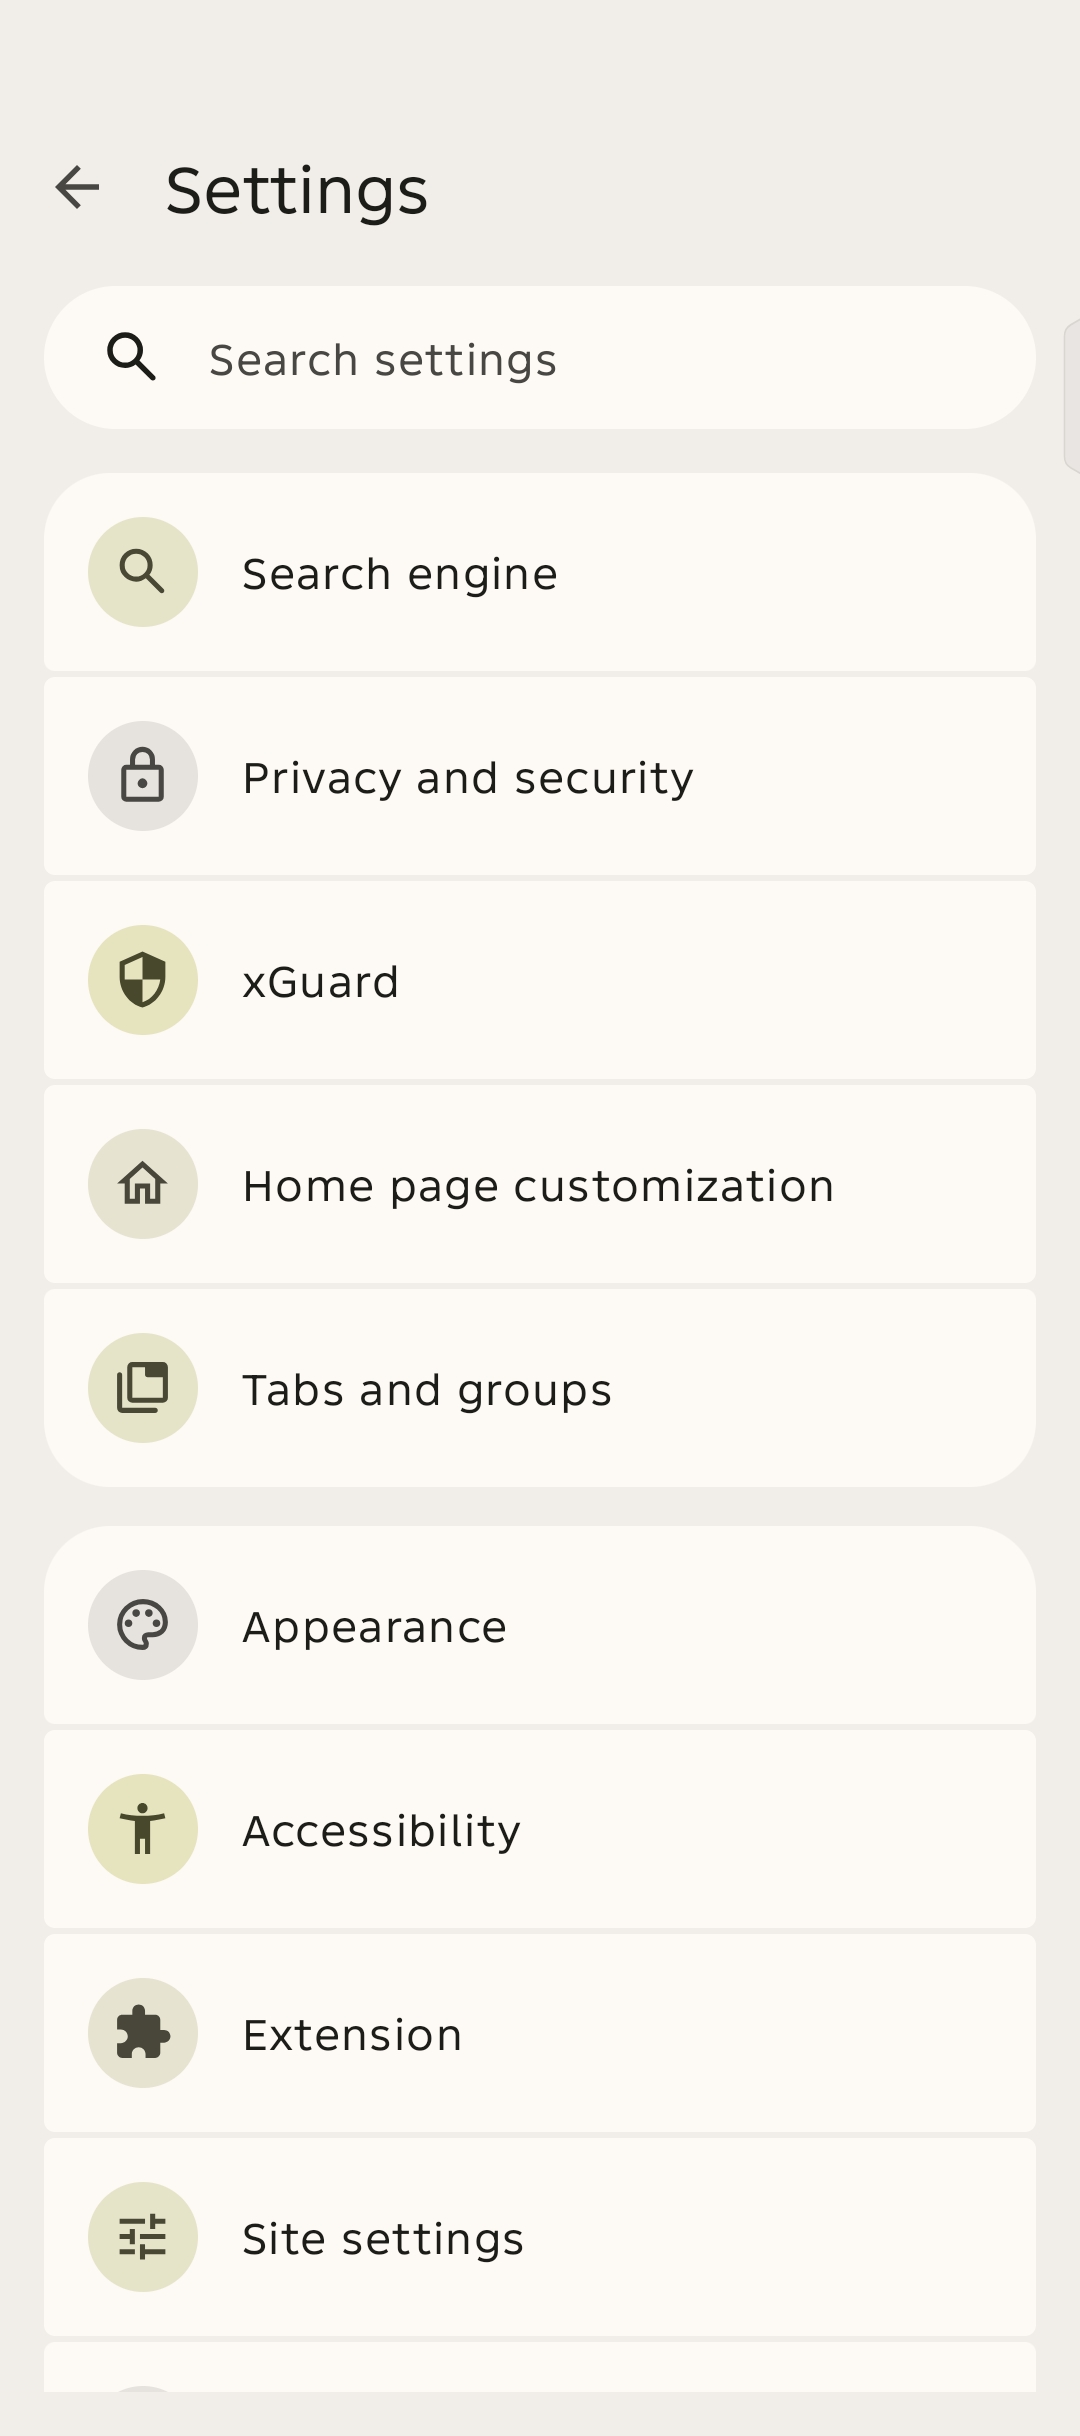 Settings
Search settings
Search engine
Privacy and security
xGuard
Home page customization
Tabs and groups
Appearance
Accessibility
Extension
Site settings